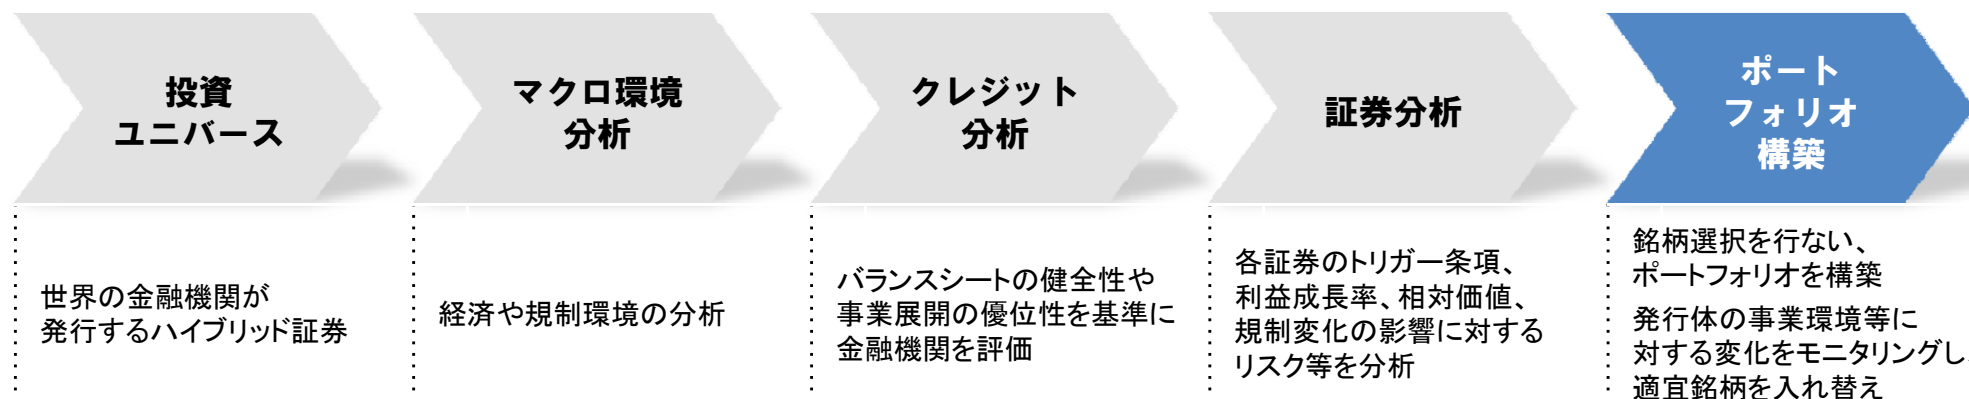 投資
ユニバース
マクロ環境
分析
クレジット
分析
証券分析
ポート
フォリオ
構築
世界の金融機関が
発行するハイブリッド証券
経済や規制環境の分析
バランスシートの健全性や
事業展開の優位性を基準に
金融機関を評価
各証券のトリガー条項、
利益成長率、相対価値、
規制変化の影響に対する
リスク等を分析
銘柄選択を行ない、
ポートフォリオを構築
発行体の事業環境等に
対する変化をモニタリングし、
適宜銘柄を入れ替え